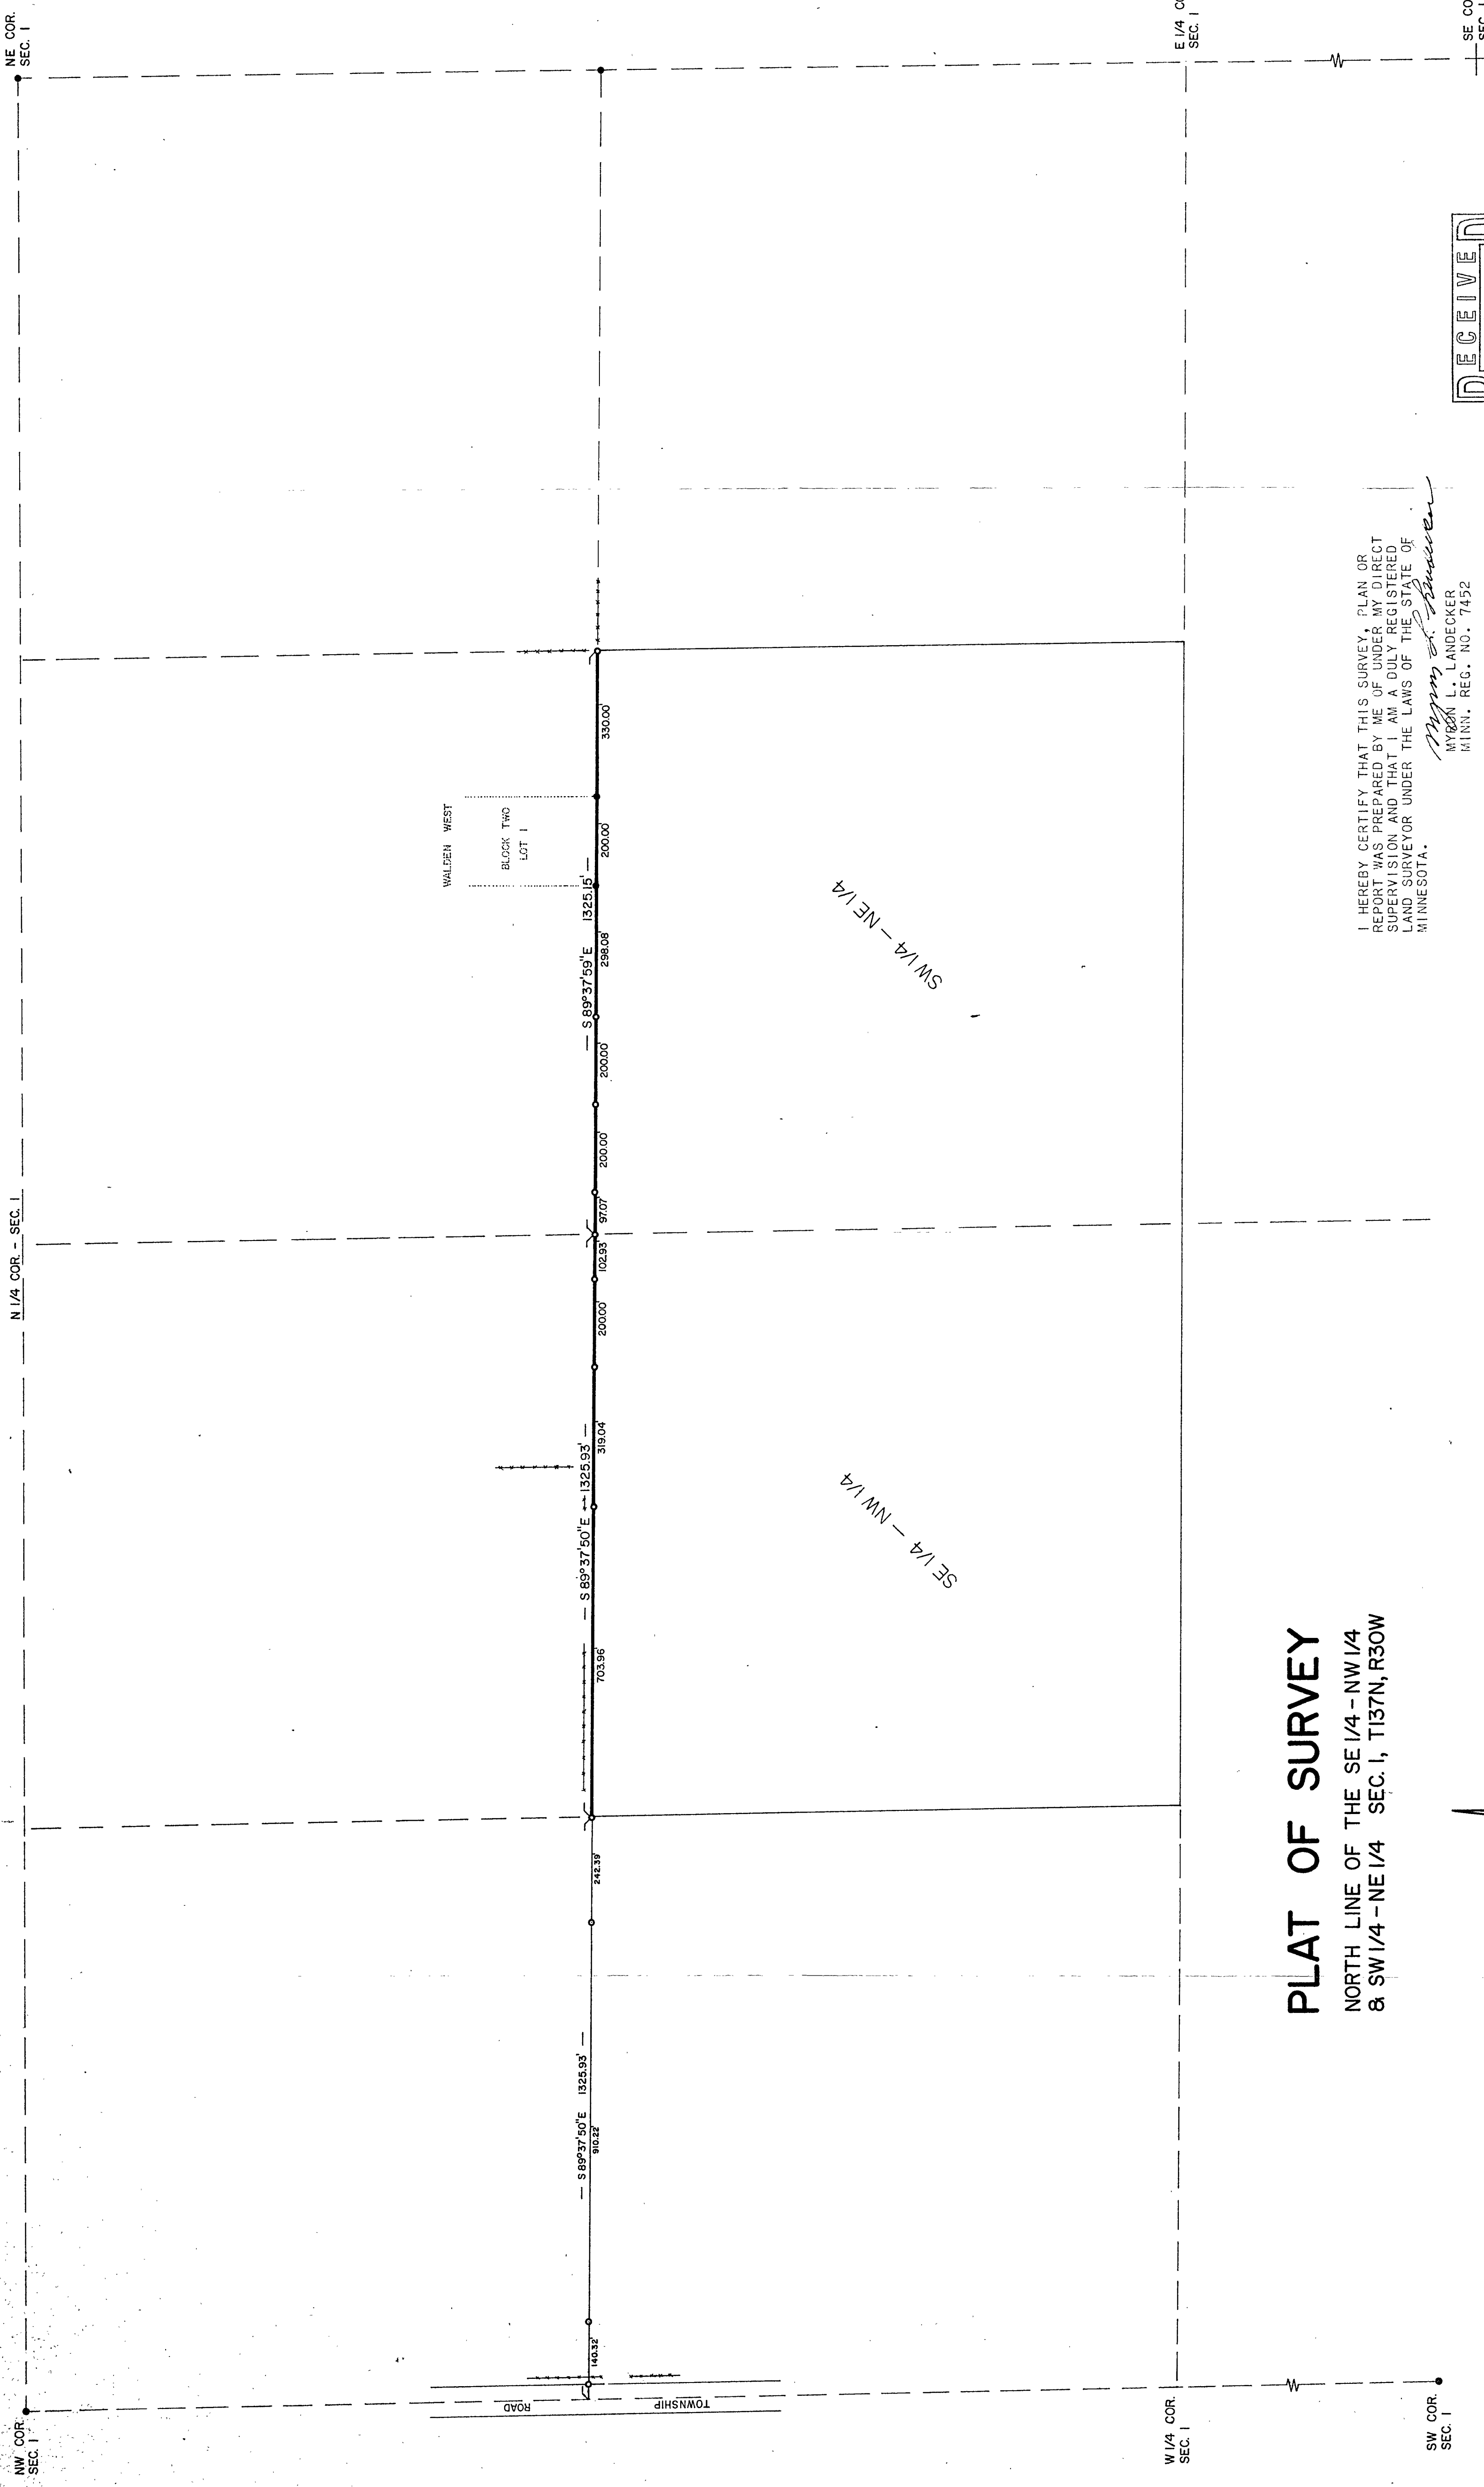 NW COR.
SEC. 1
N 1/4 COR. - SEC. 1
NE COR.
SEC. 1
WALDEN WEST
BLOCK TWO
LOT 1
— S 89°37'50"E 1325.93' —
— S 89°37'50"E 1325.93' —
— S 89°37'59"E 1325.15' —
140.32'
910.22'
242.39'
703.96'
319.04'
200.00'
102.93'
97.07'
200.00'
200.00'
298.08'
200.00'
330.00'
TOWNSHIP ROAD
SE 1/4 — NW 1/4
SW 1/4 — NE 1/4
W 1/4 COR.
SEC. 1
E 1/4 CO
SEC. 1
SW COR.
SEC. 1
SE CO
PLAT OF SURVEY
NORTH LINE OF THE SE 1/4 - NW 1/4
& SW 1/4 - NE 1/4 SEC. 1, T137N, R30W
I HEREBY CERTIFY THAT THIS SURVEY, PLAN OR
REPORT WAS PREPARED BY ME OF UNDER MY DIRECT
SUPERVISION AND THAT I AM A DULY REGISTERED
LAND SURVEYOR UNDER THE LAWS OF THE STATE OF
MINNESOTA.
Myron L. Landecker
MYRON L. LANDECKER
MINN. REG. NO. 7452
ECEIVE